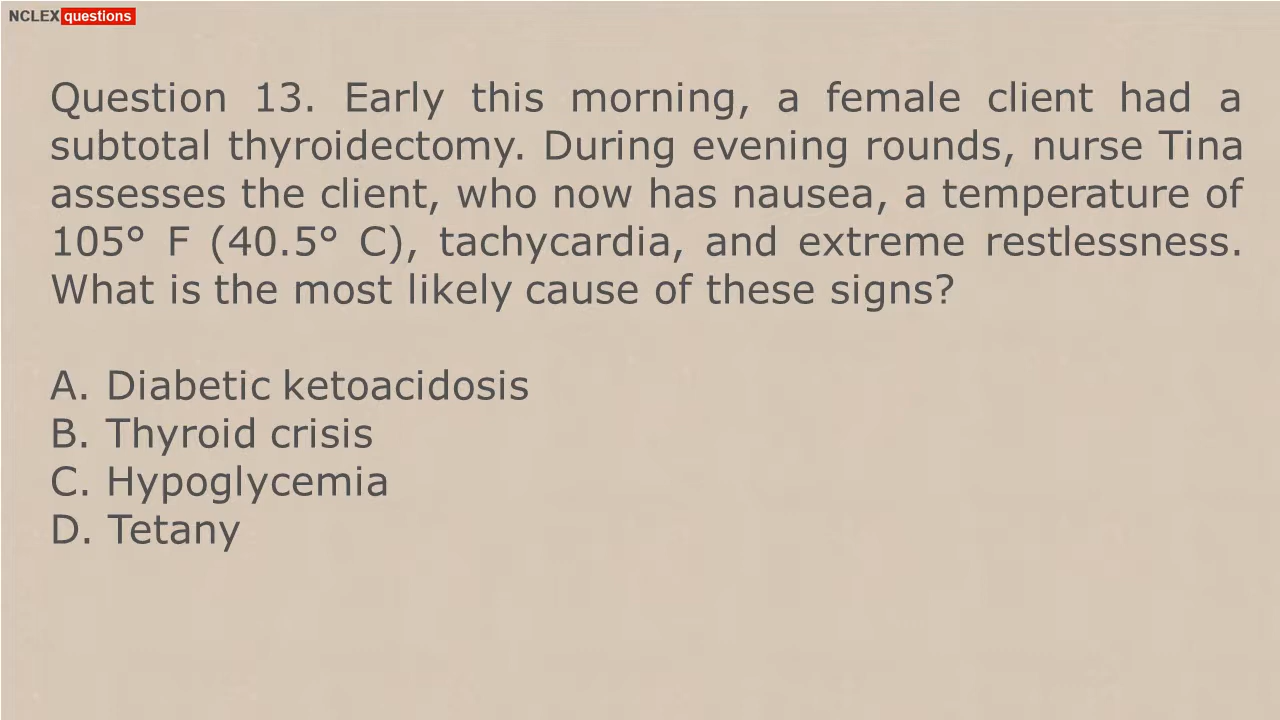 NCLEX questions
Question 13. Early this morning, a female client had a
subtotal thyroidectomy. During evening rounds, nurse Tina
assesses the client, who now has nausea, a temperature of
105° F (40.5° C), tachycardia, and extreme restlessness.
What is the most likely cause of these signs?
A. Diabetic ketoacidosis
B. Thyroid crisis
C. Hypoglycemia
D. Tetany